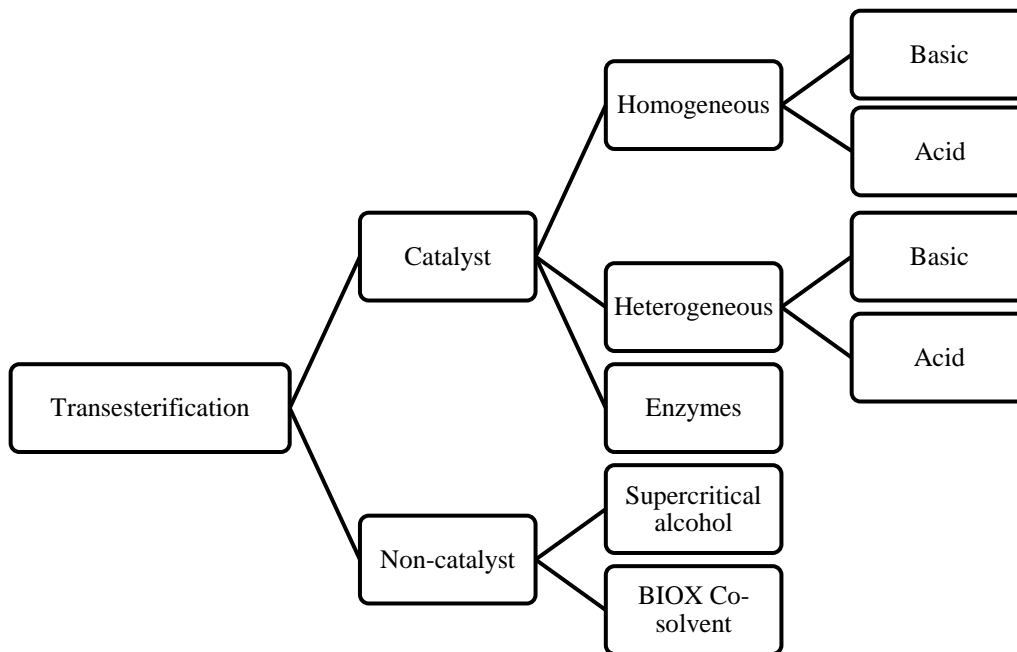 Transesterification
Catalyst
Homogeneous
Basic
Acid
Heterogeneous
Basic
Acid
Enzymes
Non-catalyst
Supercritical
alcohol
BIOX Co-
solvent